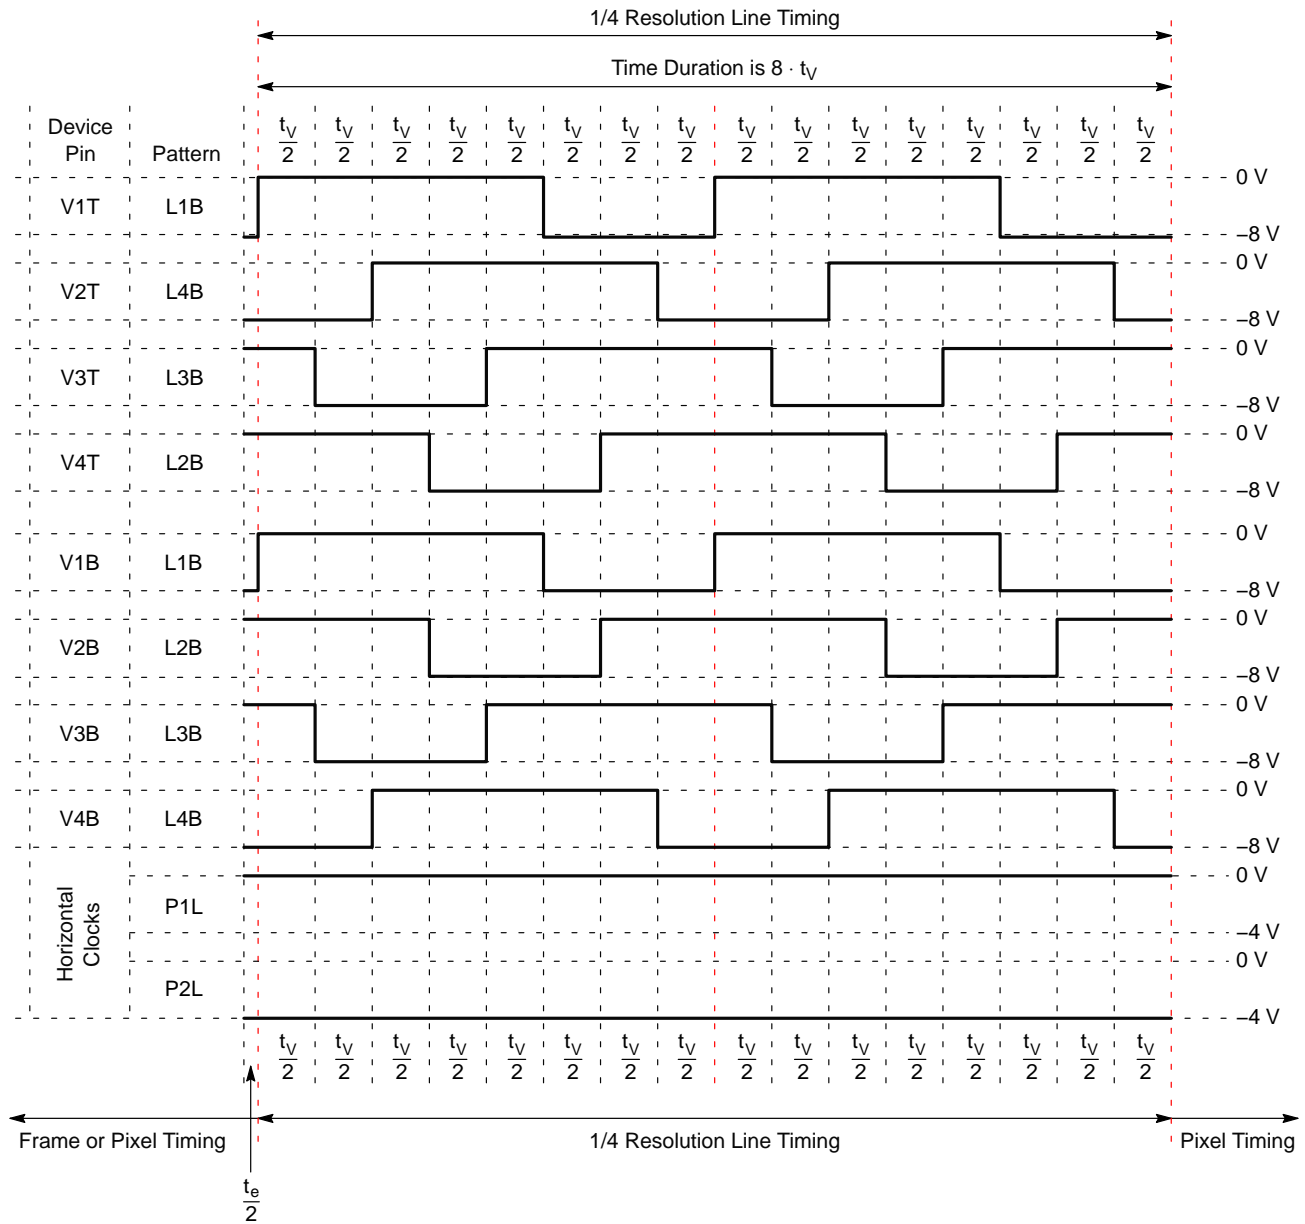 1/4 Resolution Line Timing
Time Duration is 8 · tV
Device Pin
Pattern
tV/2 tV/2 tV/2 tV/2 tV/2 tV/2 tV/2 tV/2 tV/2 tV/2 tV/2 tV/2 tV/2 tV/2 tV/2 tV/2
V1T L1B 0 V –8 V
V2T L4B 0 V –8 V
V3T L3B 0 V –8 V
V4T L2B 0 V –8 V
V1B L1B 0 V –8 V
V2B L2B 0 V –8 V
V3B L3B 0 V –8 V
V4B L4B 0 V –8 V
Horizontal Clocks
P1L 0 V –4 V
P2L 0 V –4 V
tV/2 tV/2 tV/2 tV/2 tV/2 tV/2 tV/2 tV/2 tV/2 tV/2 tV/2 tV/2 tV/2 tV/2 tV/2 tV/2
Frame or Pixel Timing 1/4 Resolution Line Timing Pixel Timing
te/2